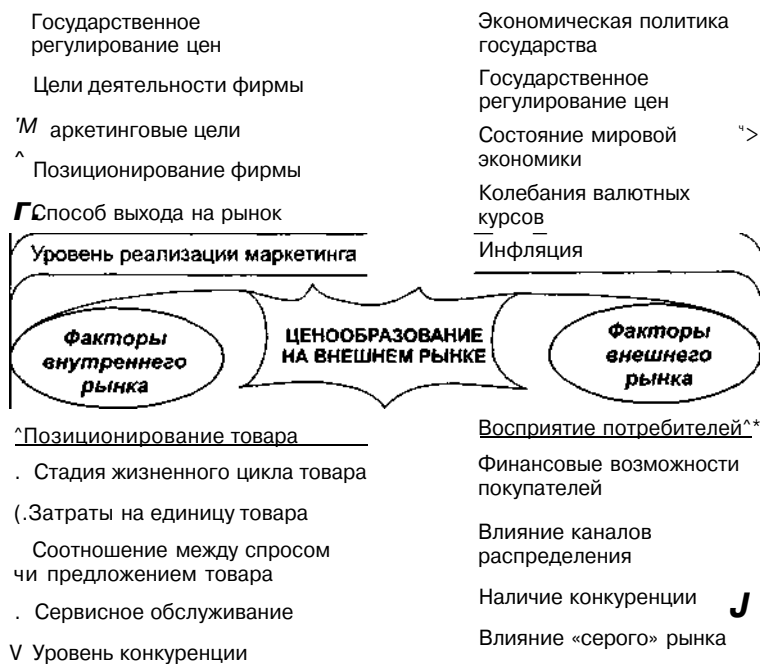 Государственное
регулирование цен
Цели деятельности фирмы
'М аркетинговые цели
^ Позиционирование фирмы
Г.Способ выхода на рынок
Уровень реализации маркетинга
Экономическая политика
государства
Государственное
регулирование цен
Состояние мировой ч>
экономики
Колебания валютных
курсов
Инфляция
Факторы
внутреннего
рынка
ЦЕНООБРАЗОВАНИЕ
НА ВНЕШНЕМ РЫНКЕ
Факторы
внешнего
рынка
^Позиционирование товара
. Стадия жизненного цикла товара
(.Затраты на единицу товара
Соотношение между спросом
чи предложением товара
. Сервисное обслуживание
V Уровень конкуренции
Восприятие потребителей^*
Финансовые возможности
покупателей
Влияние каналов
распределения
Наличие конкуренции J
Влияние «серого» рынка